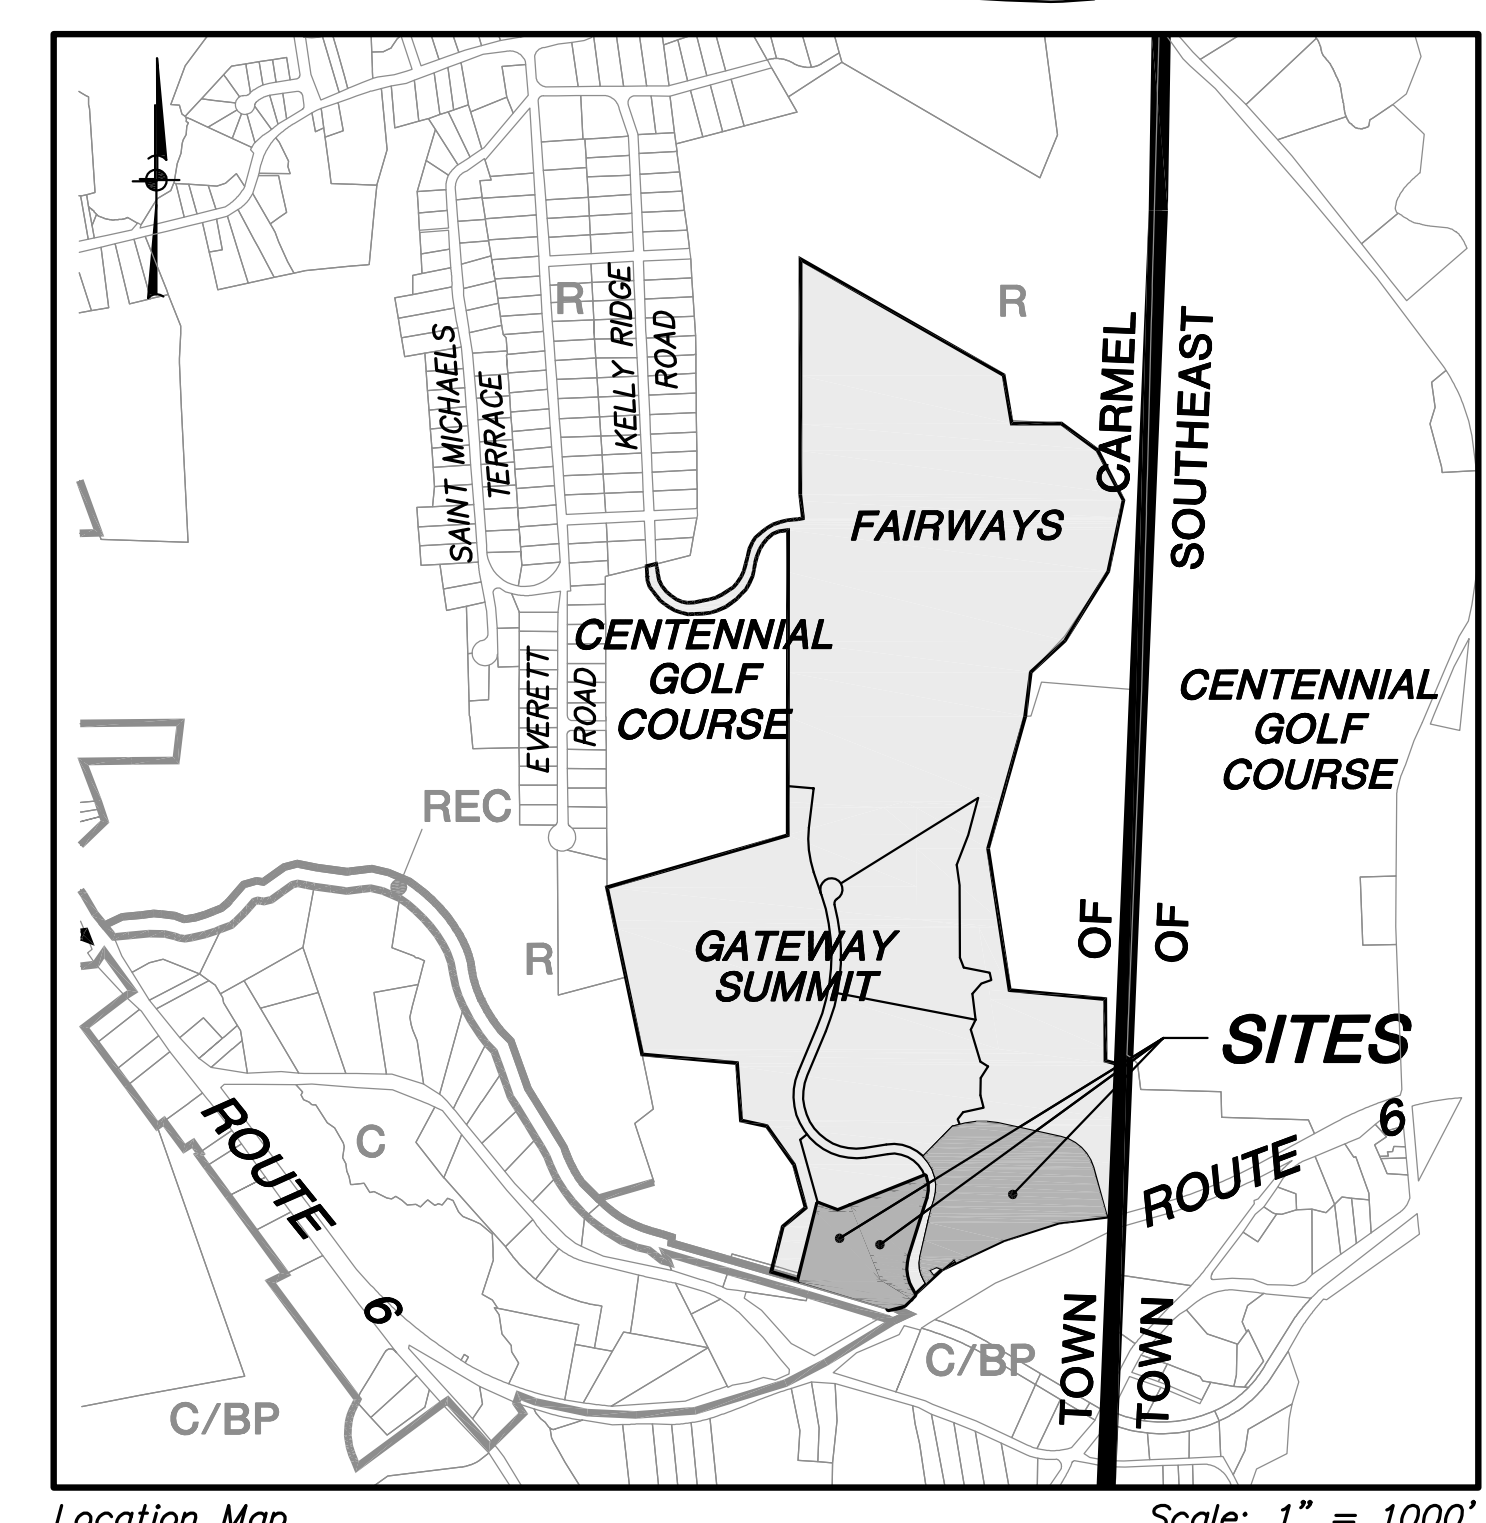 R
R
KELLY RIDGE
ROAD
SAINT MICHAELS
TERRACE
CARMEL
SOUTHEAST
FAIRWAYS
CENTENNIAL
GOLF
COURSE
EVERETT
ROAD
CENTENNIAL
GOLF
COURSE
REC
OF
OF
R
GATEWAY
SUMMIT
SITES
ROUTE
6
C
ROUTE
6
TOWN
TOWN
C/BP
C/BP
Location Map
Scale: 1" = 1000'